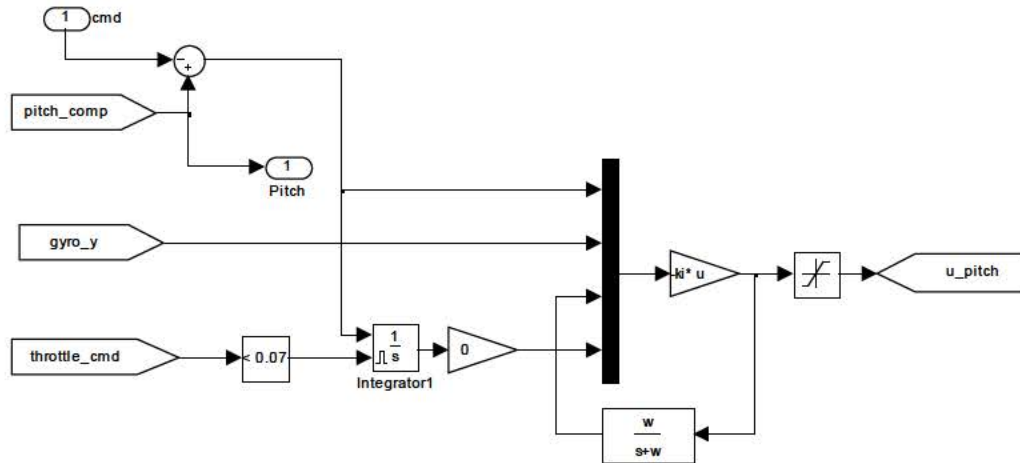 1
cmd
-
+
pitch_comp
1
Pitch
gyro_y
-ki* u
u_pitch
throttle_cmd
< 0.07
1
s
Integrator1
0
w
s+w